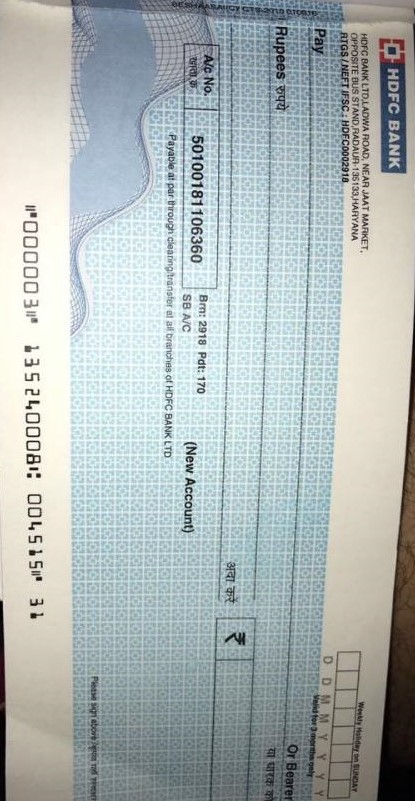 HDFC BANK
HDFC BANK LTD,LADWA ROAD, NEAR JAAT MARKET,
OPPOSITE BUS STAND,RADAUR-135133,HARYANA
RTGS / NEFT IFSC : HDFC0002918
Weekly Holiday on SUNDAY
D D M M Y Y Y Y
Valid for 3 months only
Pay
Or Bearer
या धारक को
Rupees रुपये
अदा करें
₹
A/c No.
खाता क्र.
50100181106360
Brn: 2918 Pdt: 170
SB A/C
(New Account)
Payable at par through clearing/transfer at all branches of HDFC BANK LTD
Please sign above
⑈000003⑈ 135240008⑆ 004515⑈ 31